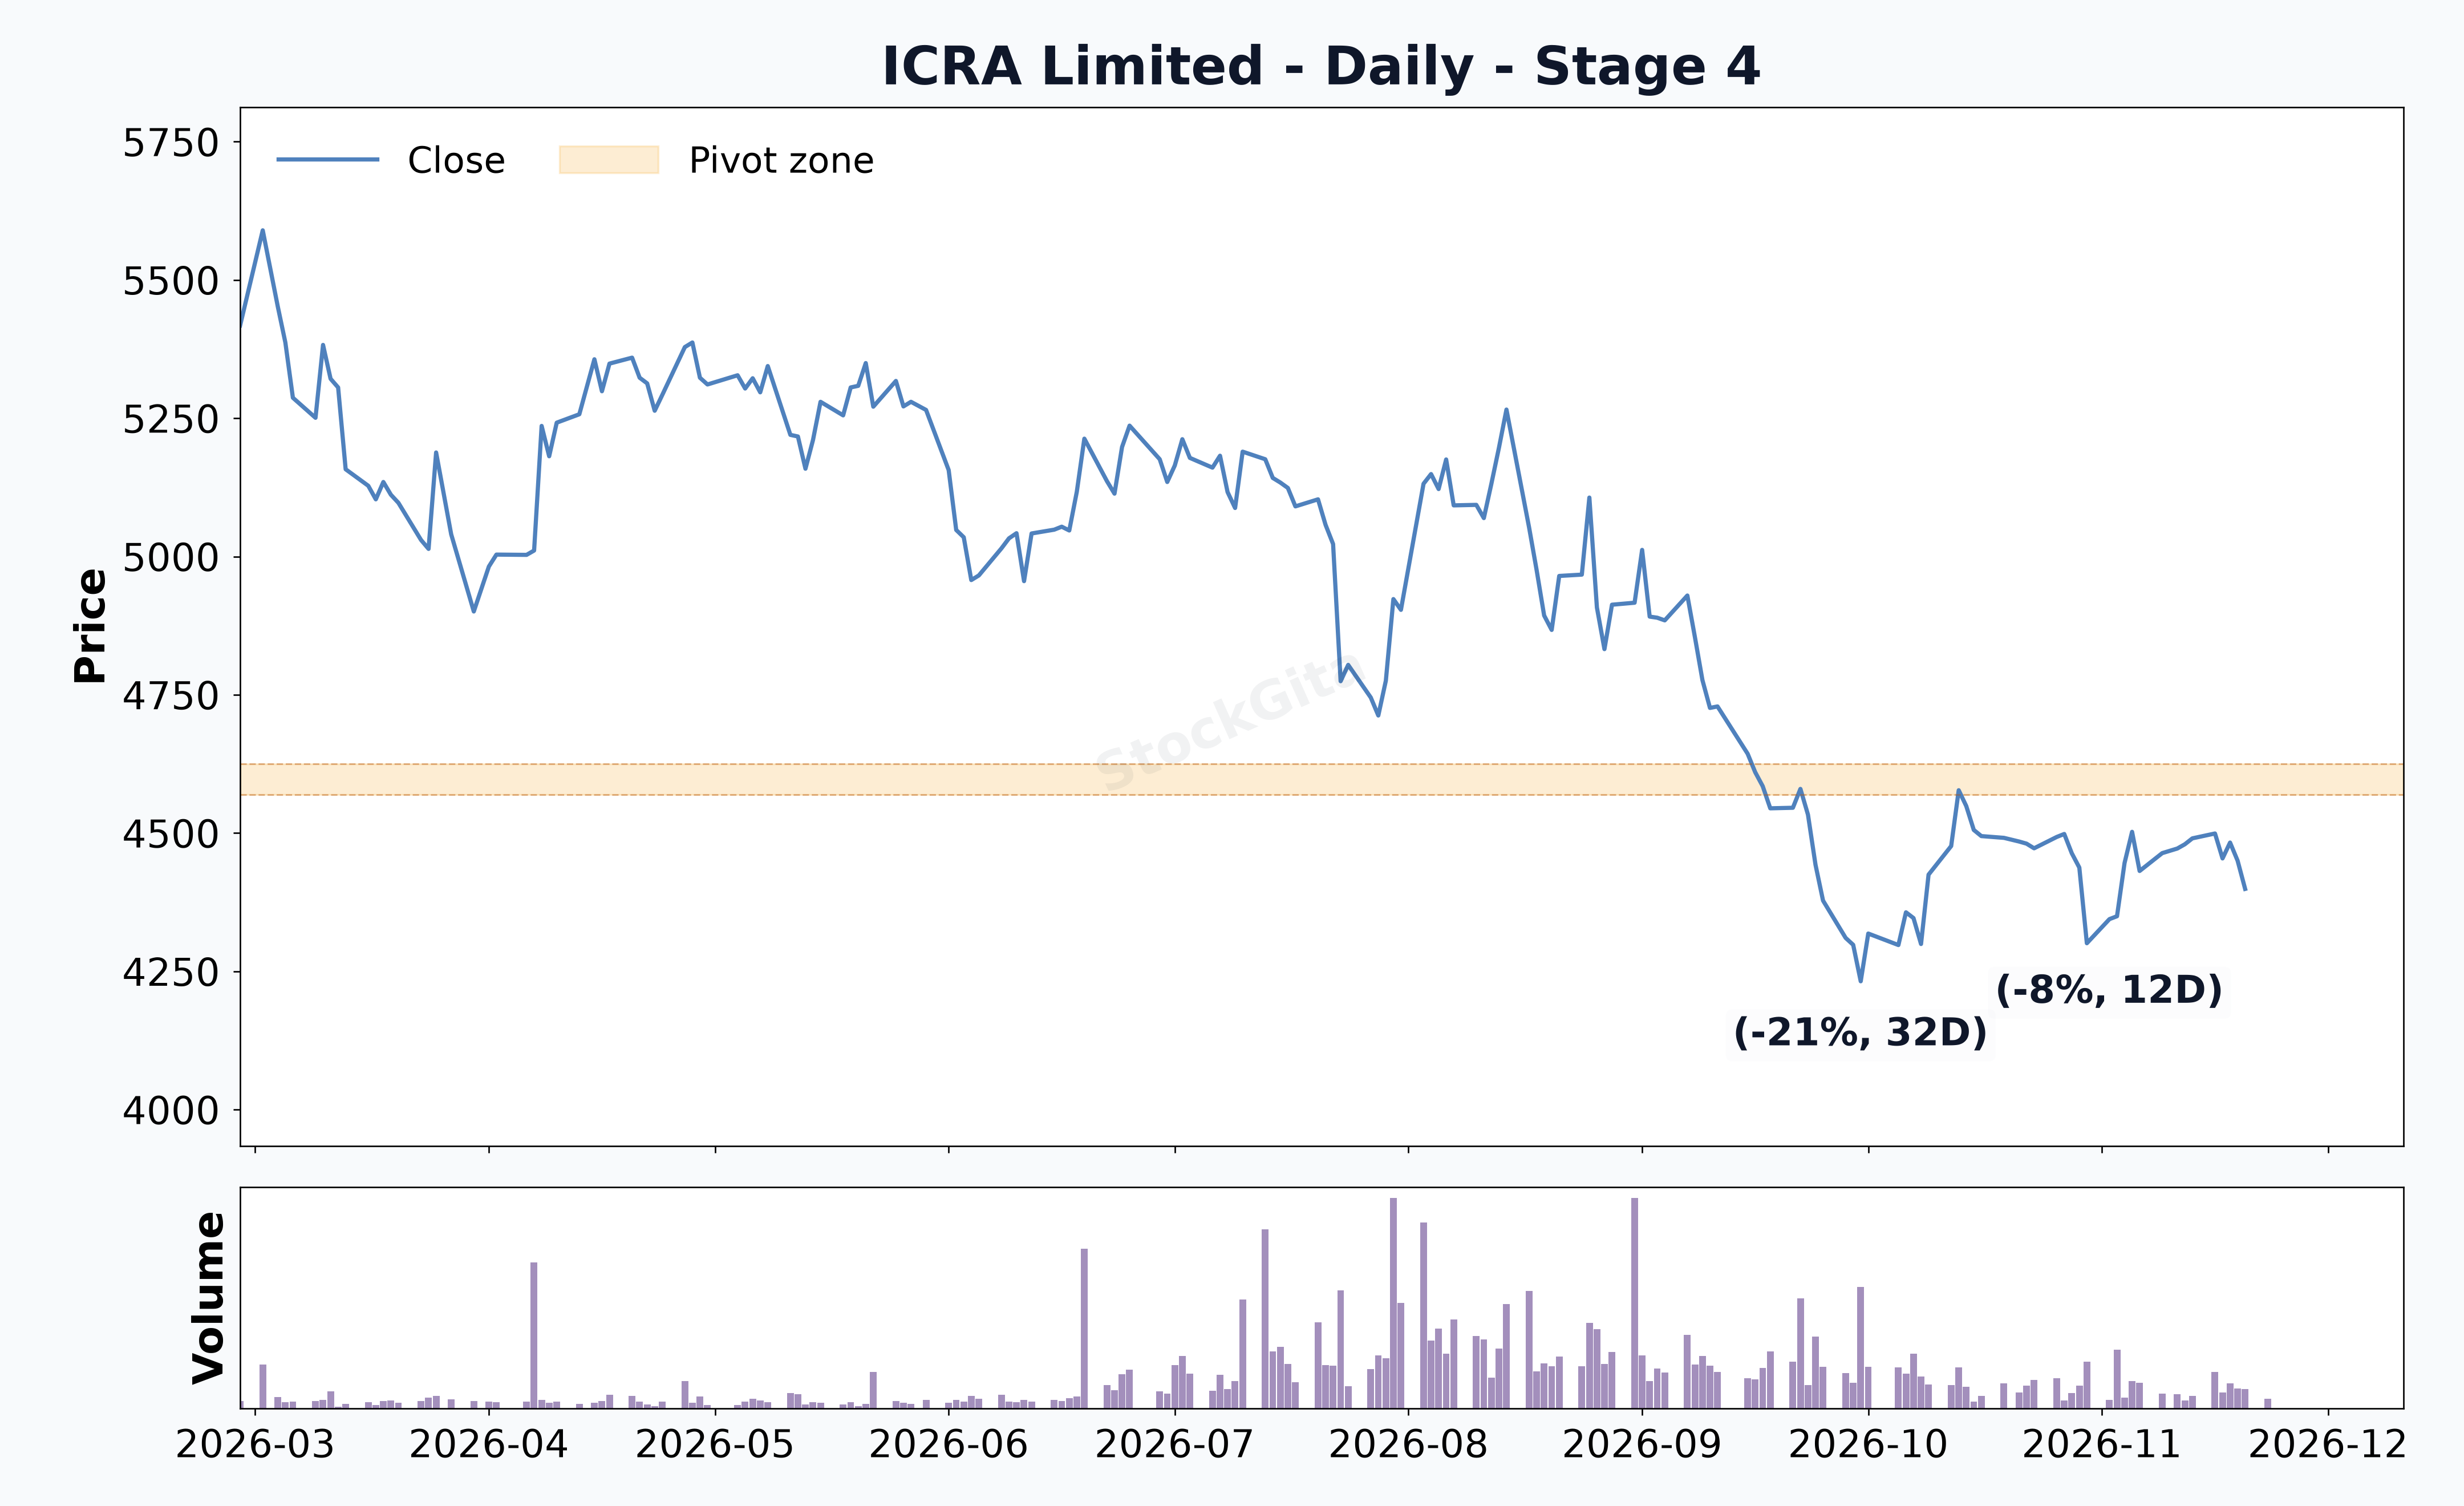 ICRA Limited - Daily - Stage 4
Close
Pivot zone
Price
5750
5500
5250
5000
4750
4500
4250
4000
StockGita
(-8%, 12D)
(-21%, 32D)
Volume
2026-03 2026-04 2026-05 2026-06 2026-07 2026-08 2026-09 2026-10 2026-11 2026-12